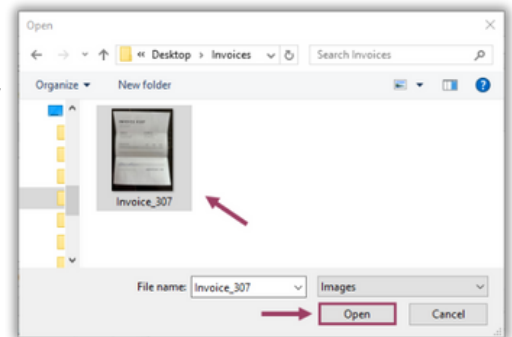 Open
« Desktop > Invoices
Search Invoices
Organize
New folder
Invoice_307
File name: Invoice_307
Images
Open
Cancel